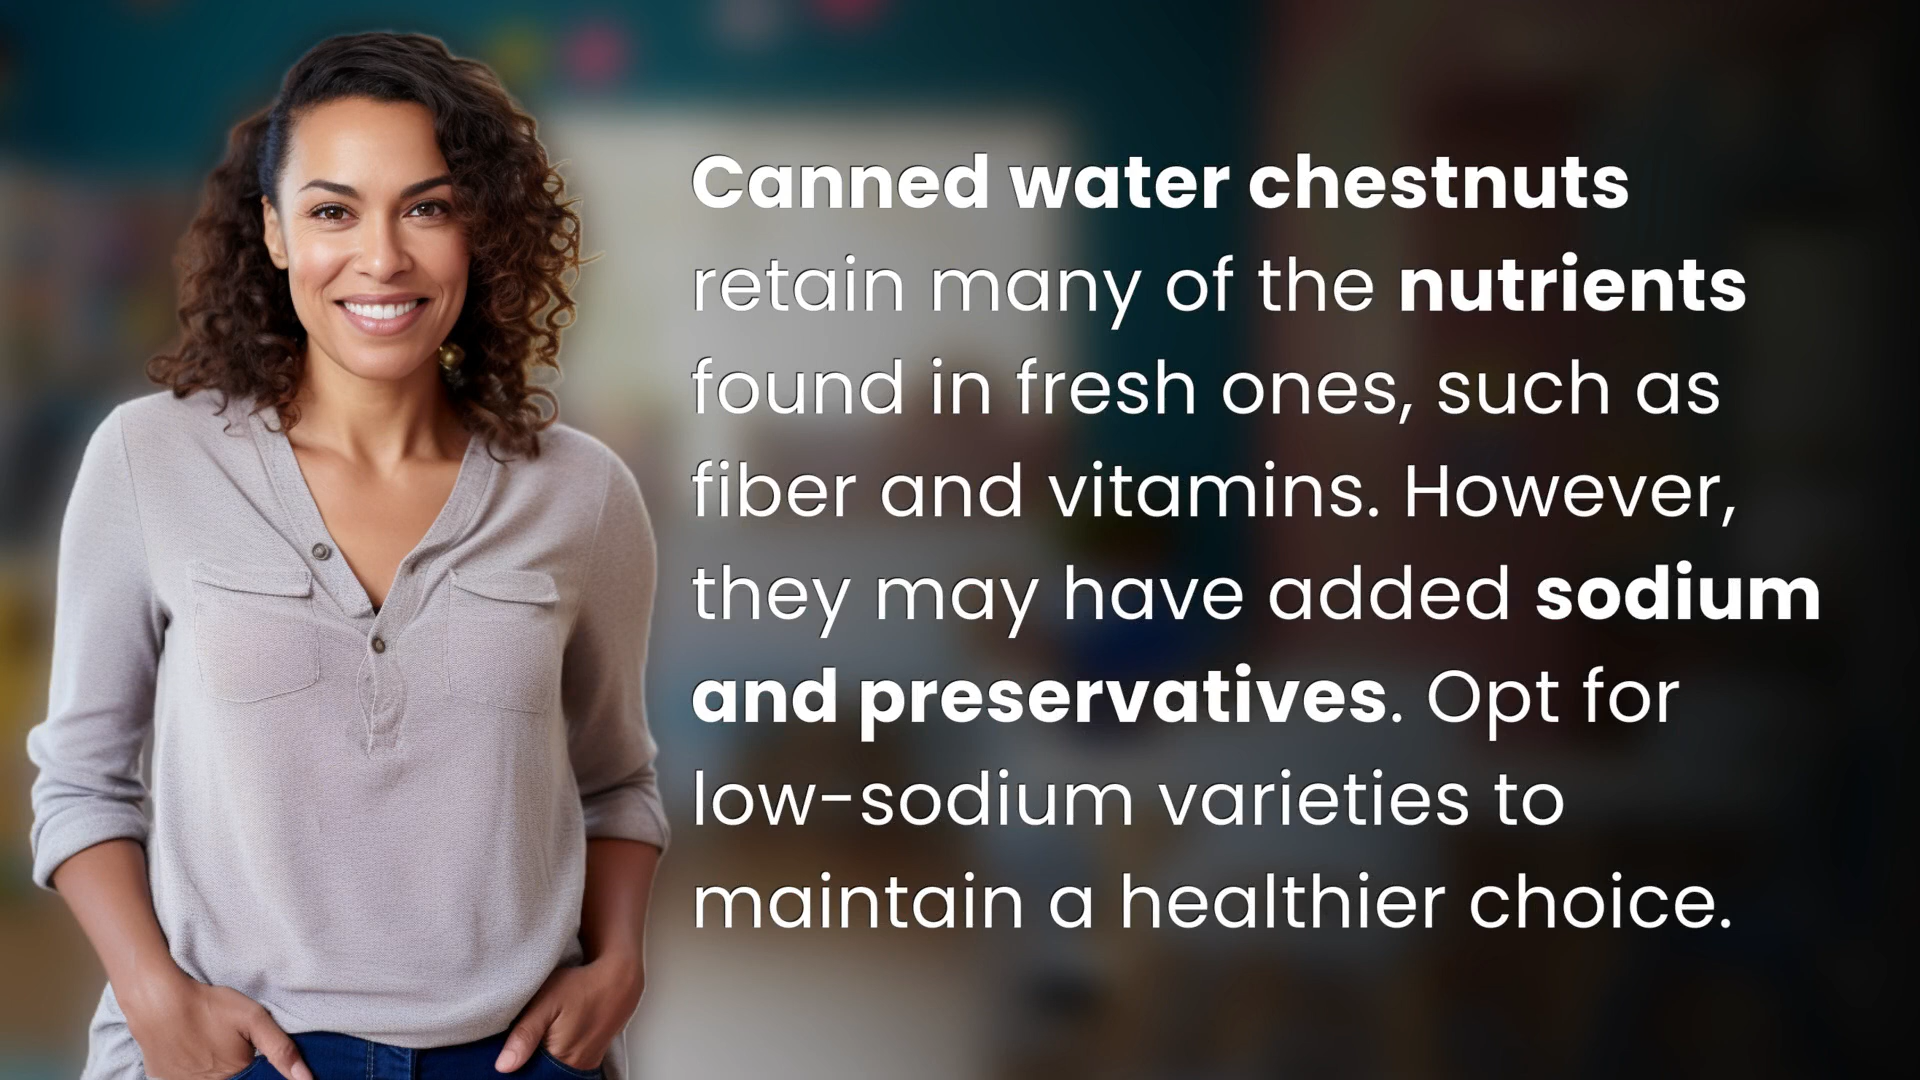 Canned water chestnuts
retain many of the nutrients
found in fresh ones, such as
fiber and vitamins. However,
they may have added sodium
and preservatives. Opt for
low-sodium varieties to
maintain a healthier choice.